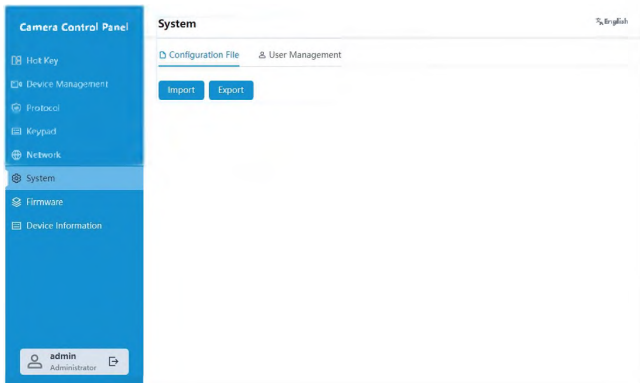 Camera Control Panel
System
English
Hot Key
Device Management
Protocol
Keypad
Network
System
Firmware
Device Information
Configuration File
User Management
Import
Export
admin
Administrator